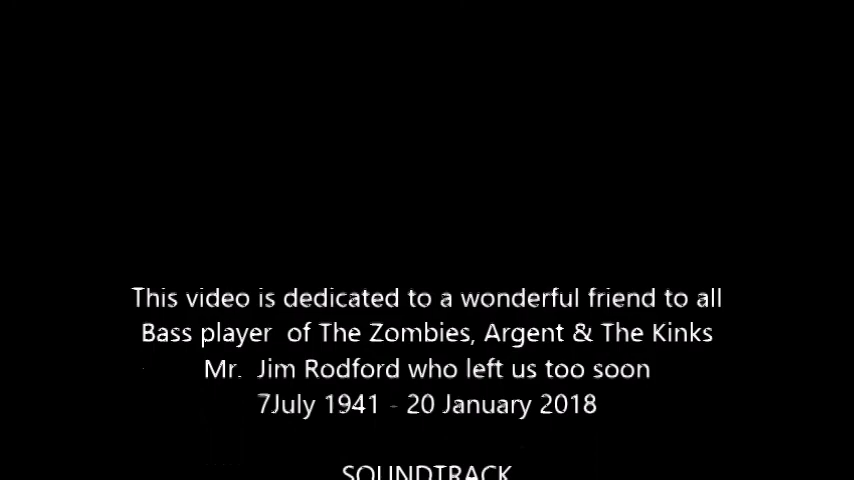 This video is dedicated to a wonderful friend to all
Bass player of The Zombies, Argent & The Kinks
Mr. Jim Rodford who left us too soon
7July 1941 - 20 January 2018
SOUNDTRACK